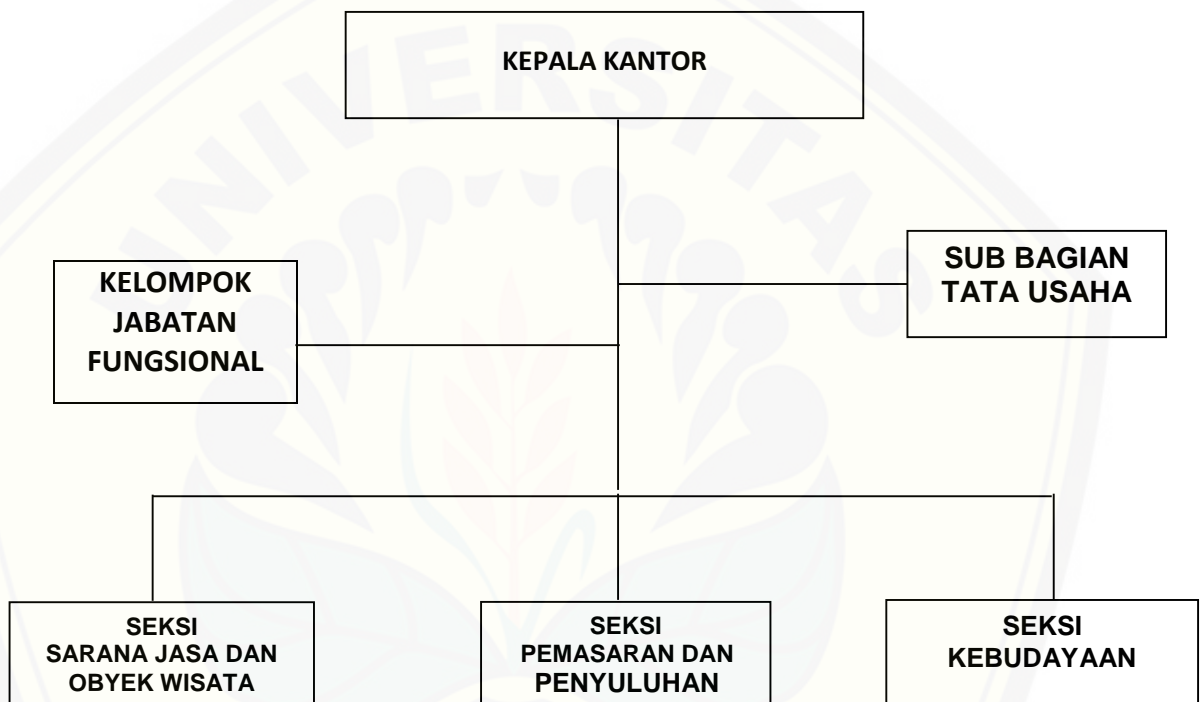 UNIVERSITAS
KEPALA KANTOR
SUB BAGIAN
TATA USAHA
KELOMPOK
JABATAN
FUNGSIONAL
SEKSI
SARANA JASA DAN
OBYEK WISATA
SEKSI
PEMASARAN DAN
PENYULUHAN
SEKSI
KEBUDAYAAN